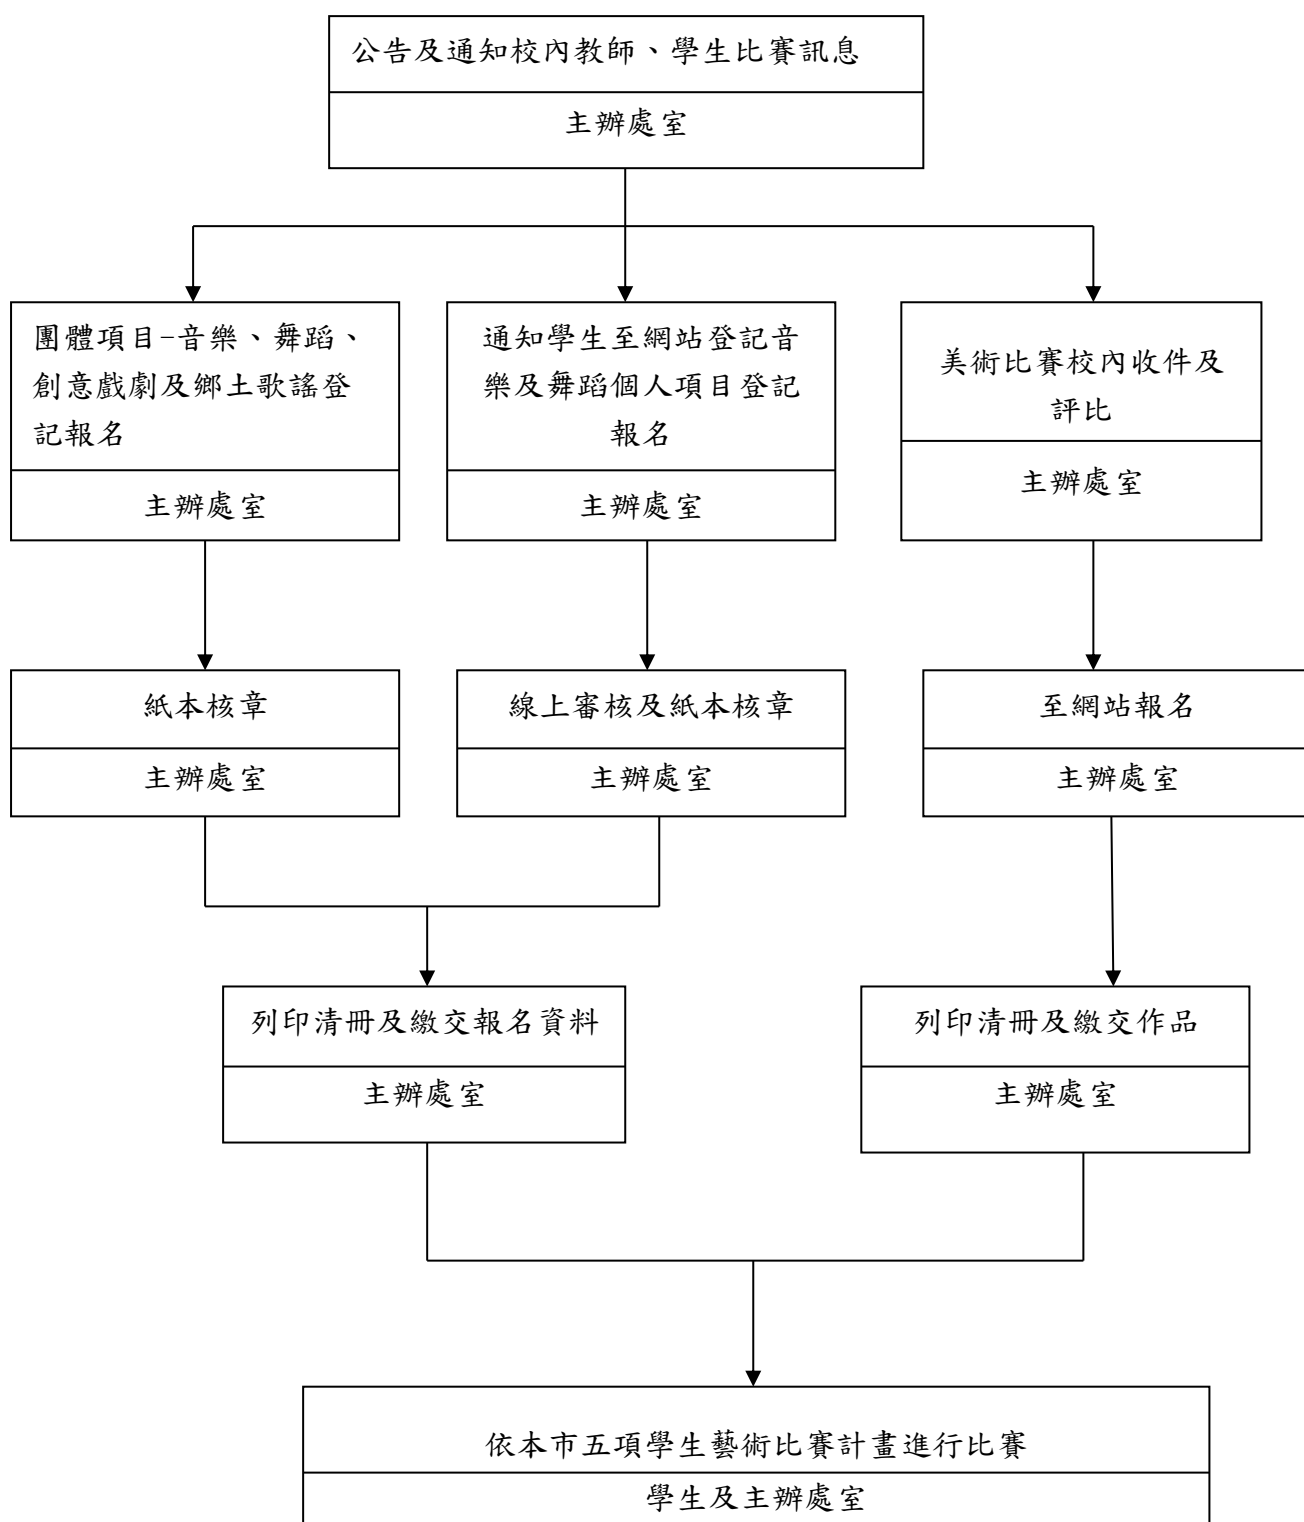 公告及通知校內教師、學生比賽訊息
主辦處室
團體項目-音樂、舞蹈、
創意戲劇及鄉土歌謠登
記報名
主辦處室
通知學生至網站登記音
樂及舞蹈個人項目登記
報名
主辦處室
美術比賽校內收件及
評比
主辦處室
紙本核章
主辦處室
線上審核及紙本核章
主辦處室
至網站報名
主辦處室
列印清冊及繳交報名資料
主辦處室
列印清冊及繳交作品
主辦處室
依本市五項學生藝術比賽計畫進行比賽
學生及主辦處室